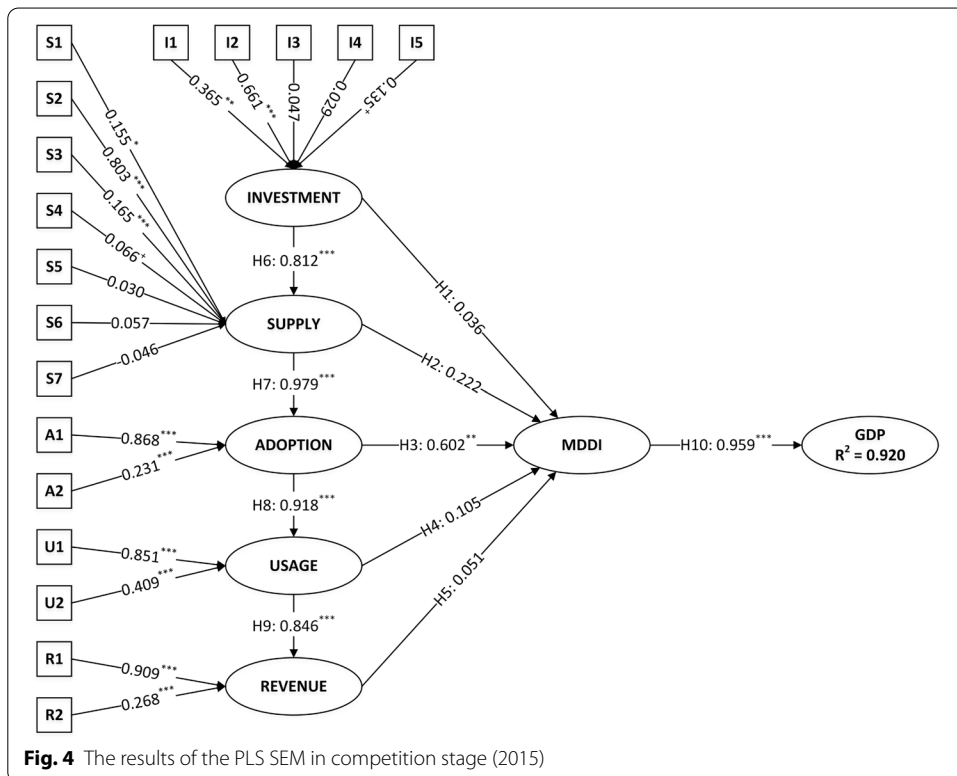 S1
S2
S3
S4
S5
S6
S7
A1
A2
U1
U2
R1
R2
I1 I2 I3 I4 I5
0.365**
0.661***
0.047
0.029
0.135+
0.155*
0.803***
0.165***
0.066+
0.030
0.057
-0.046
0.868***
0.231***
0.851***
0.409***
0.909***
0.268***
INVESTMENT
H6: 0.812***
SUPPLY
H7: 0.979***
ADOPTION
H8: 0.918***
USAGE
H9: 0.846***
REVENUE
H1: 0.036
H2: 0.222
H3: 0.602**
H4: 0.105
H5: 0.051
MDDI
H10: 0.959***
GDP
R² = 0.920
Fig. 4 The results of the PLS SEM in competition stage (2015)